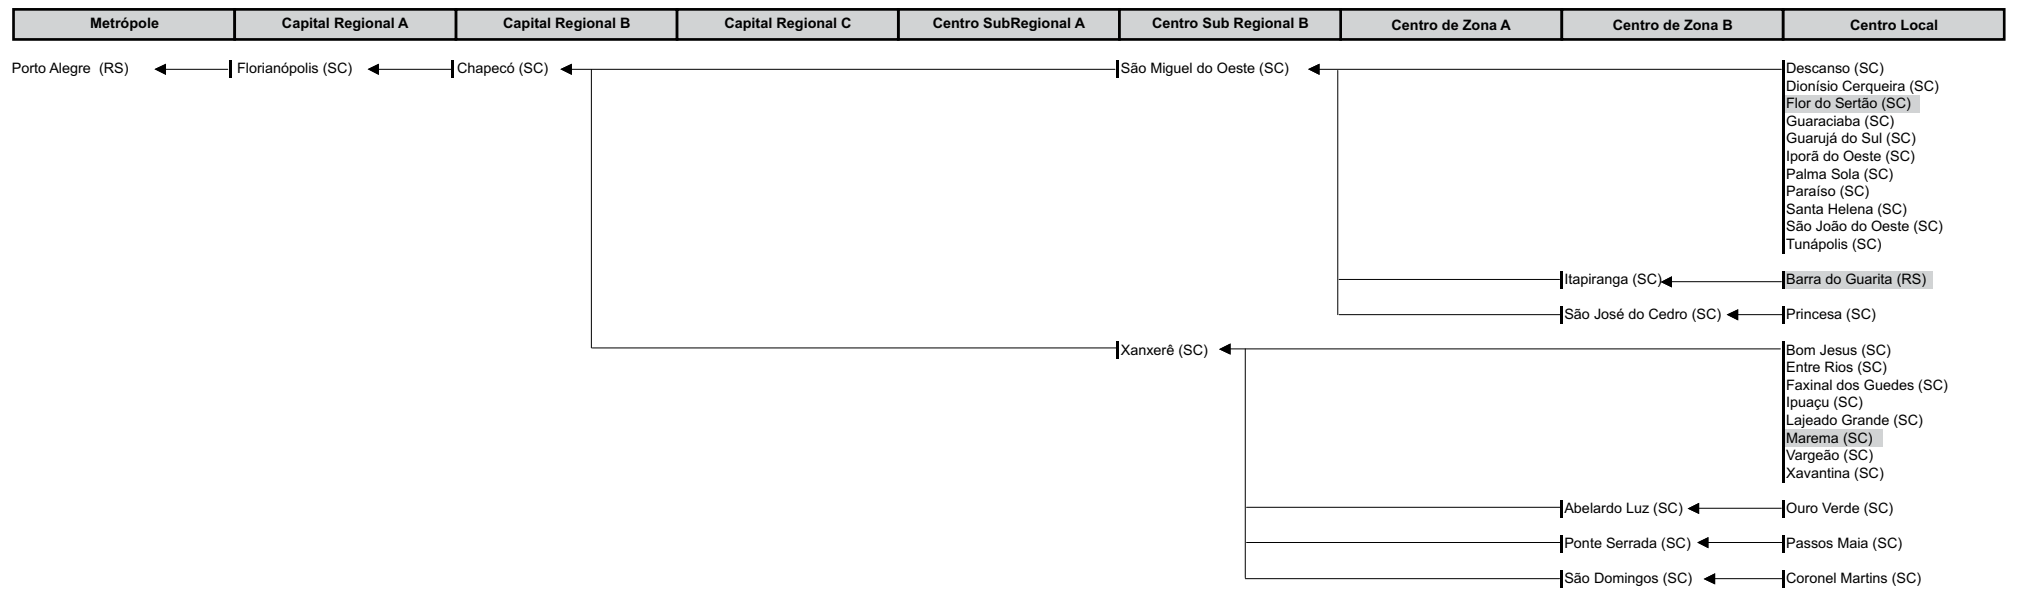 Metrópole Capital Regional A Capital Regional B Capital Regional C Centro SubRegional A Centro Sub Regional B Centro de Zona A Centro de Zona B Centro Local
Porto Alegre (RS) Florianópolis (SC) Chapecó (SC) São Miguel do Oeste (SC) Descanso (SC)
Dionísio Cerqueira (SC)
Flor do Sertão (SC)
Guaraciaba (SC)
Guarujá do Sul (SC)
Iporã do Oeste (SC)
Palma Sola (SC)
Paraíso (SC)
Santa Helena (SC)
São João do Oeste (SC)
Tunápolis (SC)
Itapiranga (SC) Barra do Guarita (RS)
São José do Cedro (SC) Princesa (SC)
Xanxerê (SC) Bom Jesus (SC)
Entre Rios (SC)
Faxinal dos Guedes (SC)
Ipuaçu (SC)
Lajeado Grande (SC)
Marema (SC)
Vargeão (SC)
Xavantina (SC)
Abelardo Luz (SC) Ouro Verde (SC)
Ponte Serrada (SC) Passos Maia (SC)
São Domingos (SC) Coronel Martins (SC)